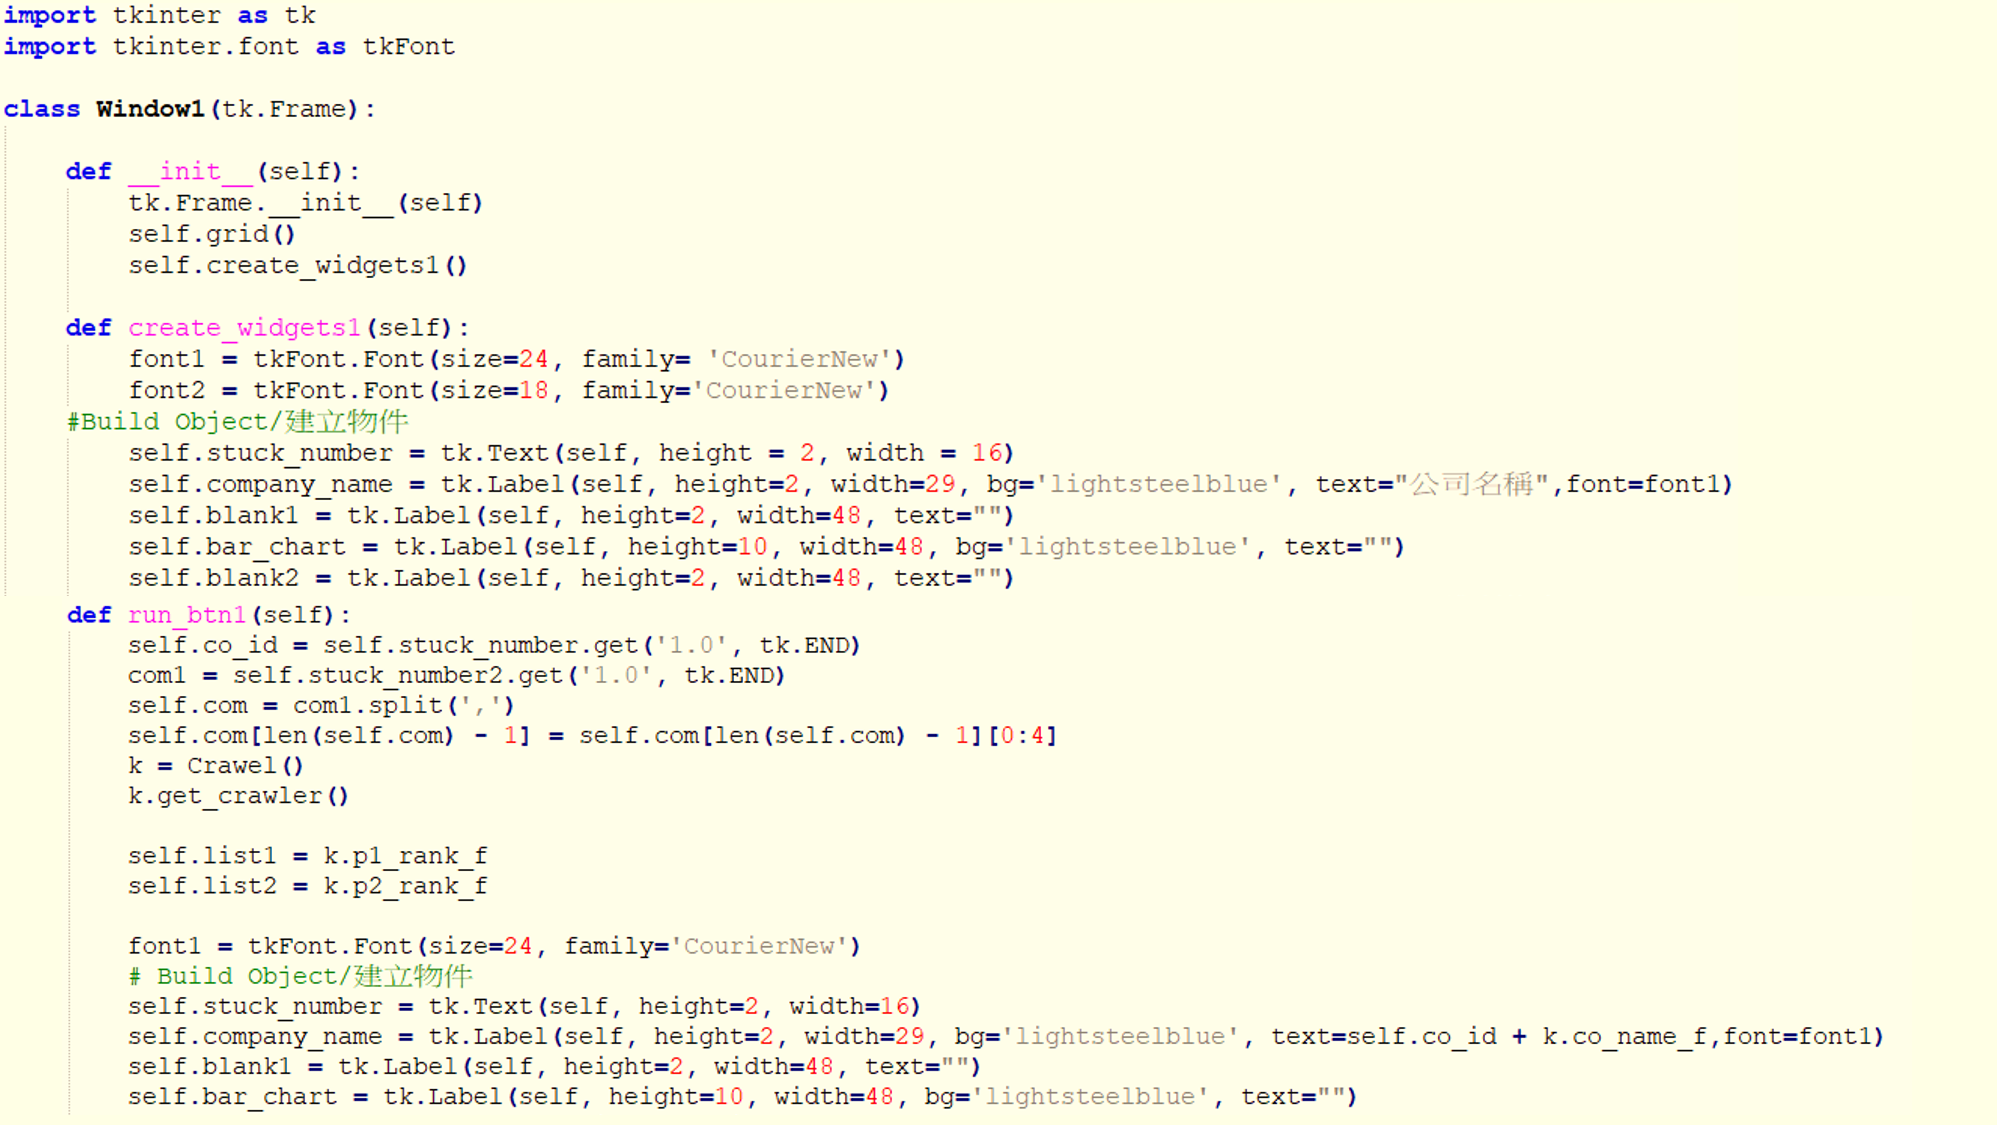 import tkinter as tk
import tkinter.font as tkFont
class Window1(tk.Frame):
def __init__(self):
tk.Frame.__init__(self)
self.grid()
self.create_widgets1()
def create_widgets1(self):
font1 = tkFont.Font(size=24, family= 'CourierNew')
font2 = tkFont.Font(size=18, family='CourierNew')
#Build Object/建立物件
self.stuck_number = tk.Text(self, height = 2, width = 16)
self.company_name = tk.Label(self, height=2, width=29, bg='lightsteelblue', text="公司名稱",font=font1)
self.blank1 = tk.Label(self, height=2, width=48, text="")
self.bar_chart = tk.Label(self, height=10, width=48, bg='lightsteelblue', text="")
self.blank2 = tk.Label(self, height=2, width=48, text="")
def run_btn1(self):
self.co_id = self.stuck_number.get('1.0', tk.END)
com1 = self.stuck_number2.get('1.0', tk.END)
self.com = com1.split(',')
self.com[len(self.com) - 1] = self.com[len(self.com) - 1][0:4]
k = Crawel()
k.get_crawler()
self.list1 = k.p1_rank_f
self.list2 = k.p2_rank_f
font1 = tkFont.Font(size=24, family='CourierNew')
# Build Object/建立物件
self.stuck_number = tk.Text(self, height=2, width=16)
self.company_name = tk.Label(self, height=2, width=29, bg='lightsteelblue', text=self.co_id + k.co_name_f,font=font1)
self.blank1 = tk.Label(self, height=2, width=48, text="")
self.bar_chart = tk.Label(self, height=10, width=48, bg='lightsteelblue', text="")